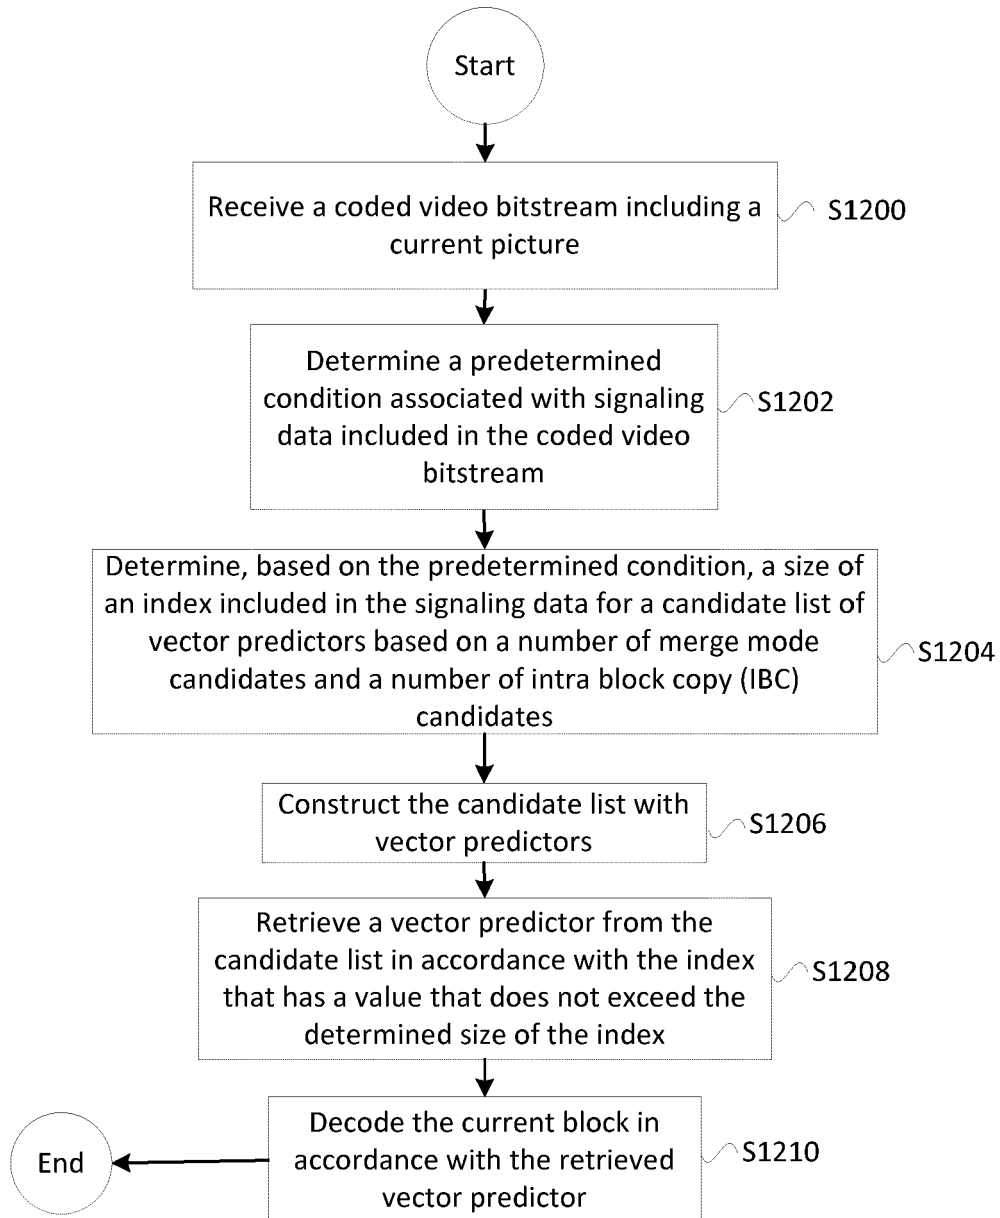 Start
Receive a coded video bitstream including a
current picture
S1200
Determine a predetermined
condition associated with signaling
data included in the coded video
bitstream
S1202
Determine, based on the predetermined condition, a size of
an index included in the signaling data for a candidate list of
vector predictors based on a number of merge mode
candidates and a number of intra block copy (IBC)
candidates
S1204
Construct the candidate list with
vector predictors
S1206
Retrieve a vector predictor from the
candidate list in accordance with the index
that has a value that does not exceed the
determined size of the index
S1208
Decode the current block in
accordance with the retrieved
vector predictor
S1210
End